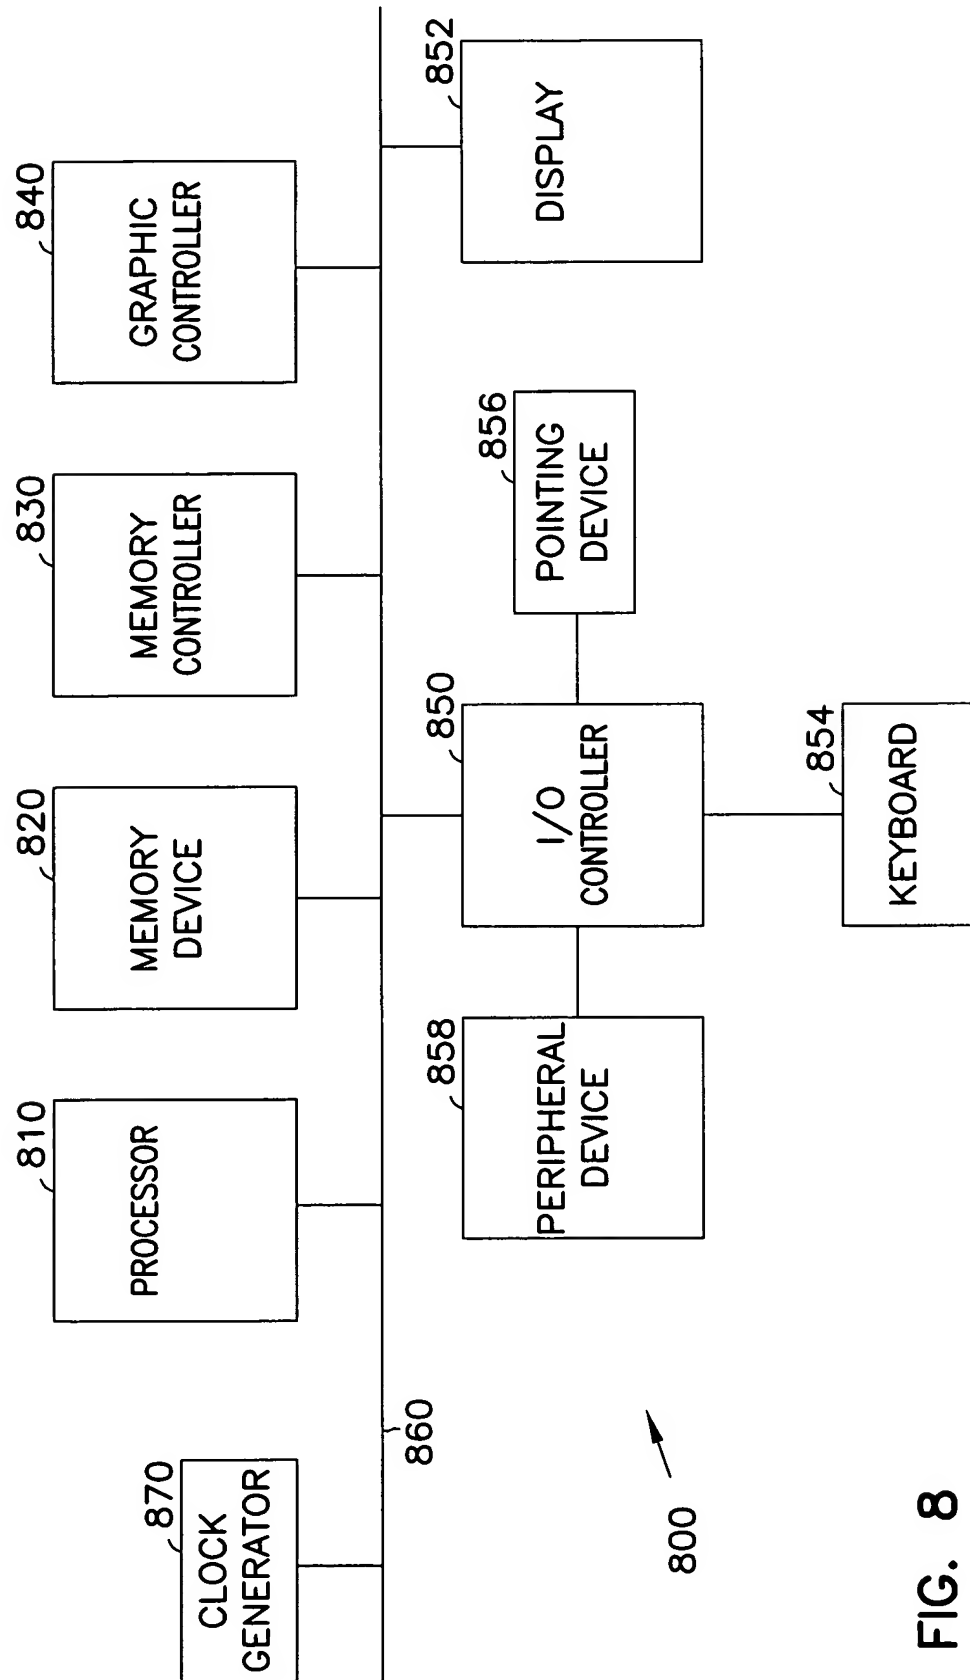 870
CLOCK
GENERATOR
810
PROCESSOR
820
MEMORY
DEVICE
830
MEMORY
CONTROLLER
840
GRAPHIC
CONTROLLER
860
858
PERIPHERAL
DEVICE
850
I/O
CONTROLLER
856
POINTING
DEVICE
852
DISPLAY
800
854
KEYBOARD
FIG. 8